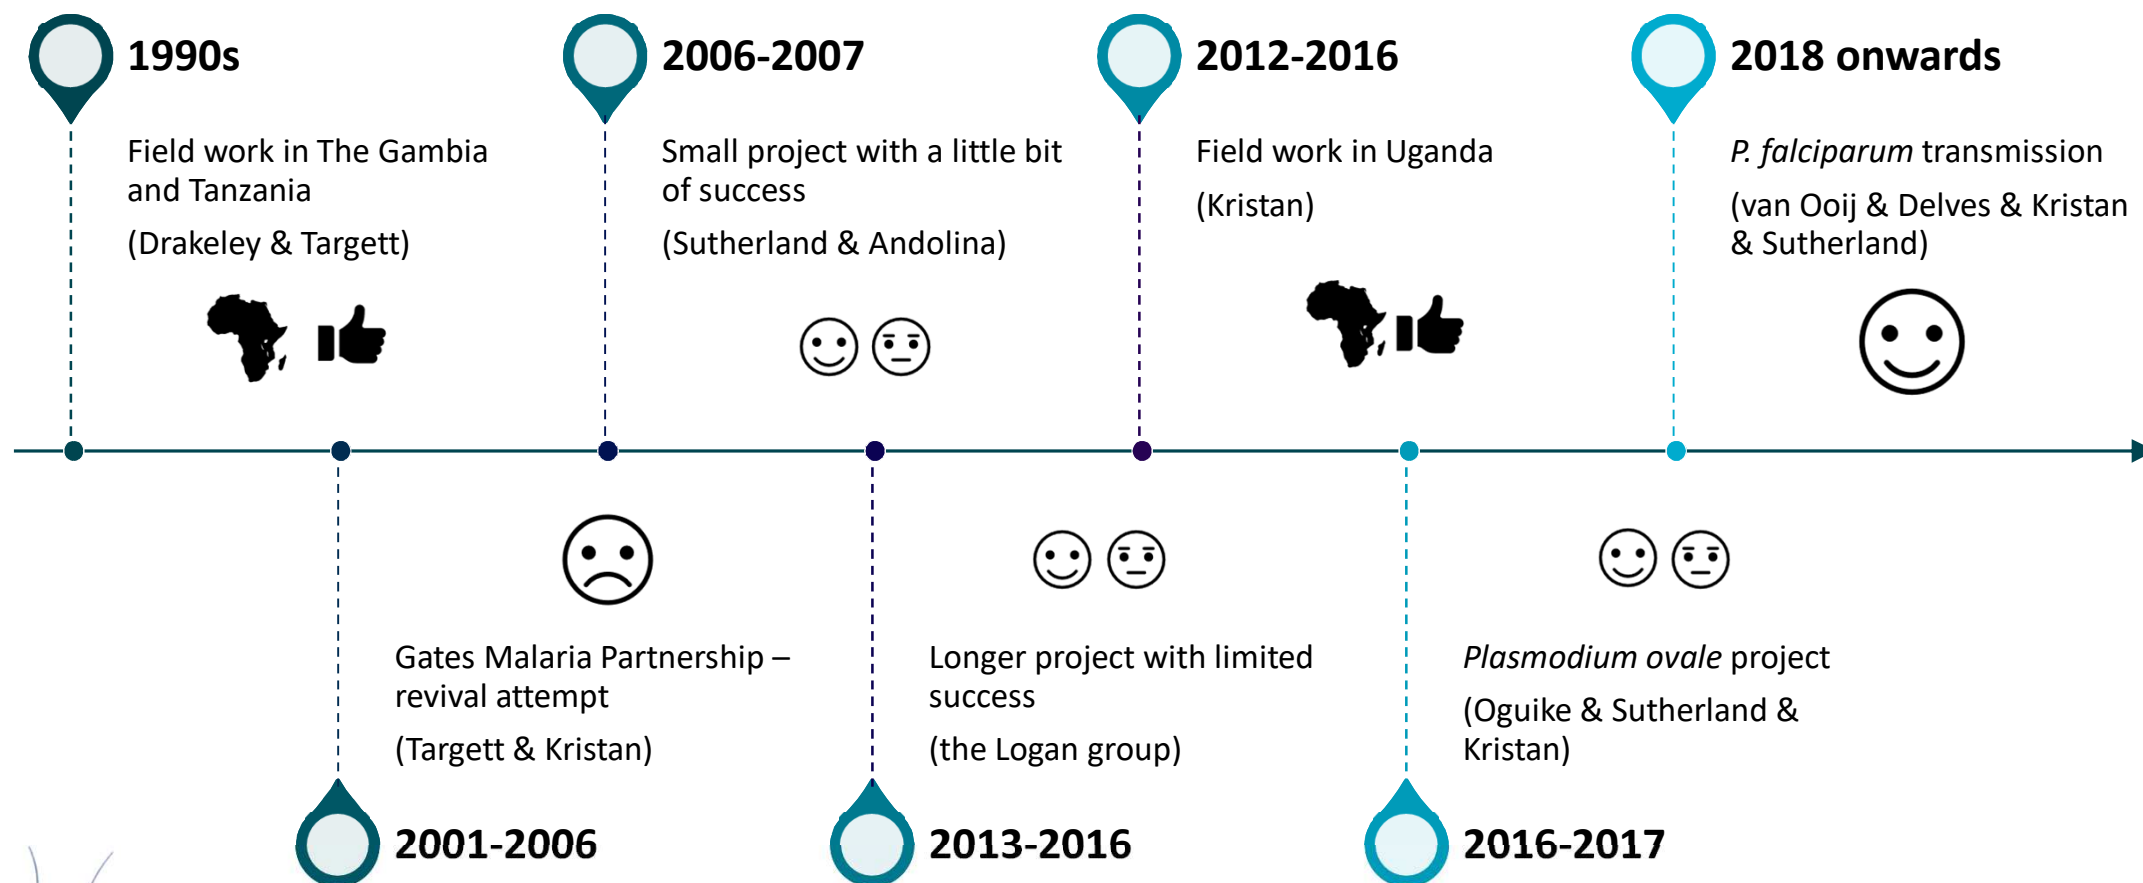 1990s
Field work in The Gambia
and Tanzania
(Drakeley & Targett)
2001-2006
Gates Malaria Partnership –
revival attempt
(Targett & Kristan)
2006-2007
Small project with a little bit
of success
(Sutherland & Andolina)
2013-2016
Longer project with limited
success
(the Logan group)
2012-2016
Field work in Uganda
(Kristan)
2016-2017
Plasmodium ovale project
(Oguike & Sutherland &
Kristan)
2018 onwards
P. falciparum transmission
(van Ooij & Delves & Kristan
& Sutherland)